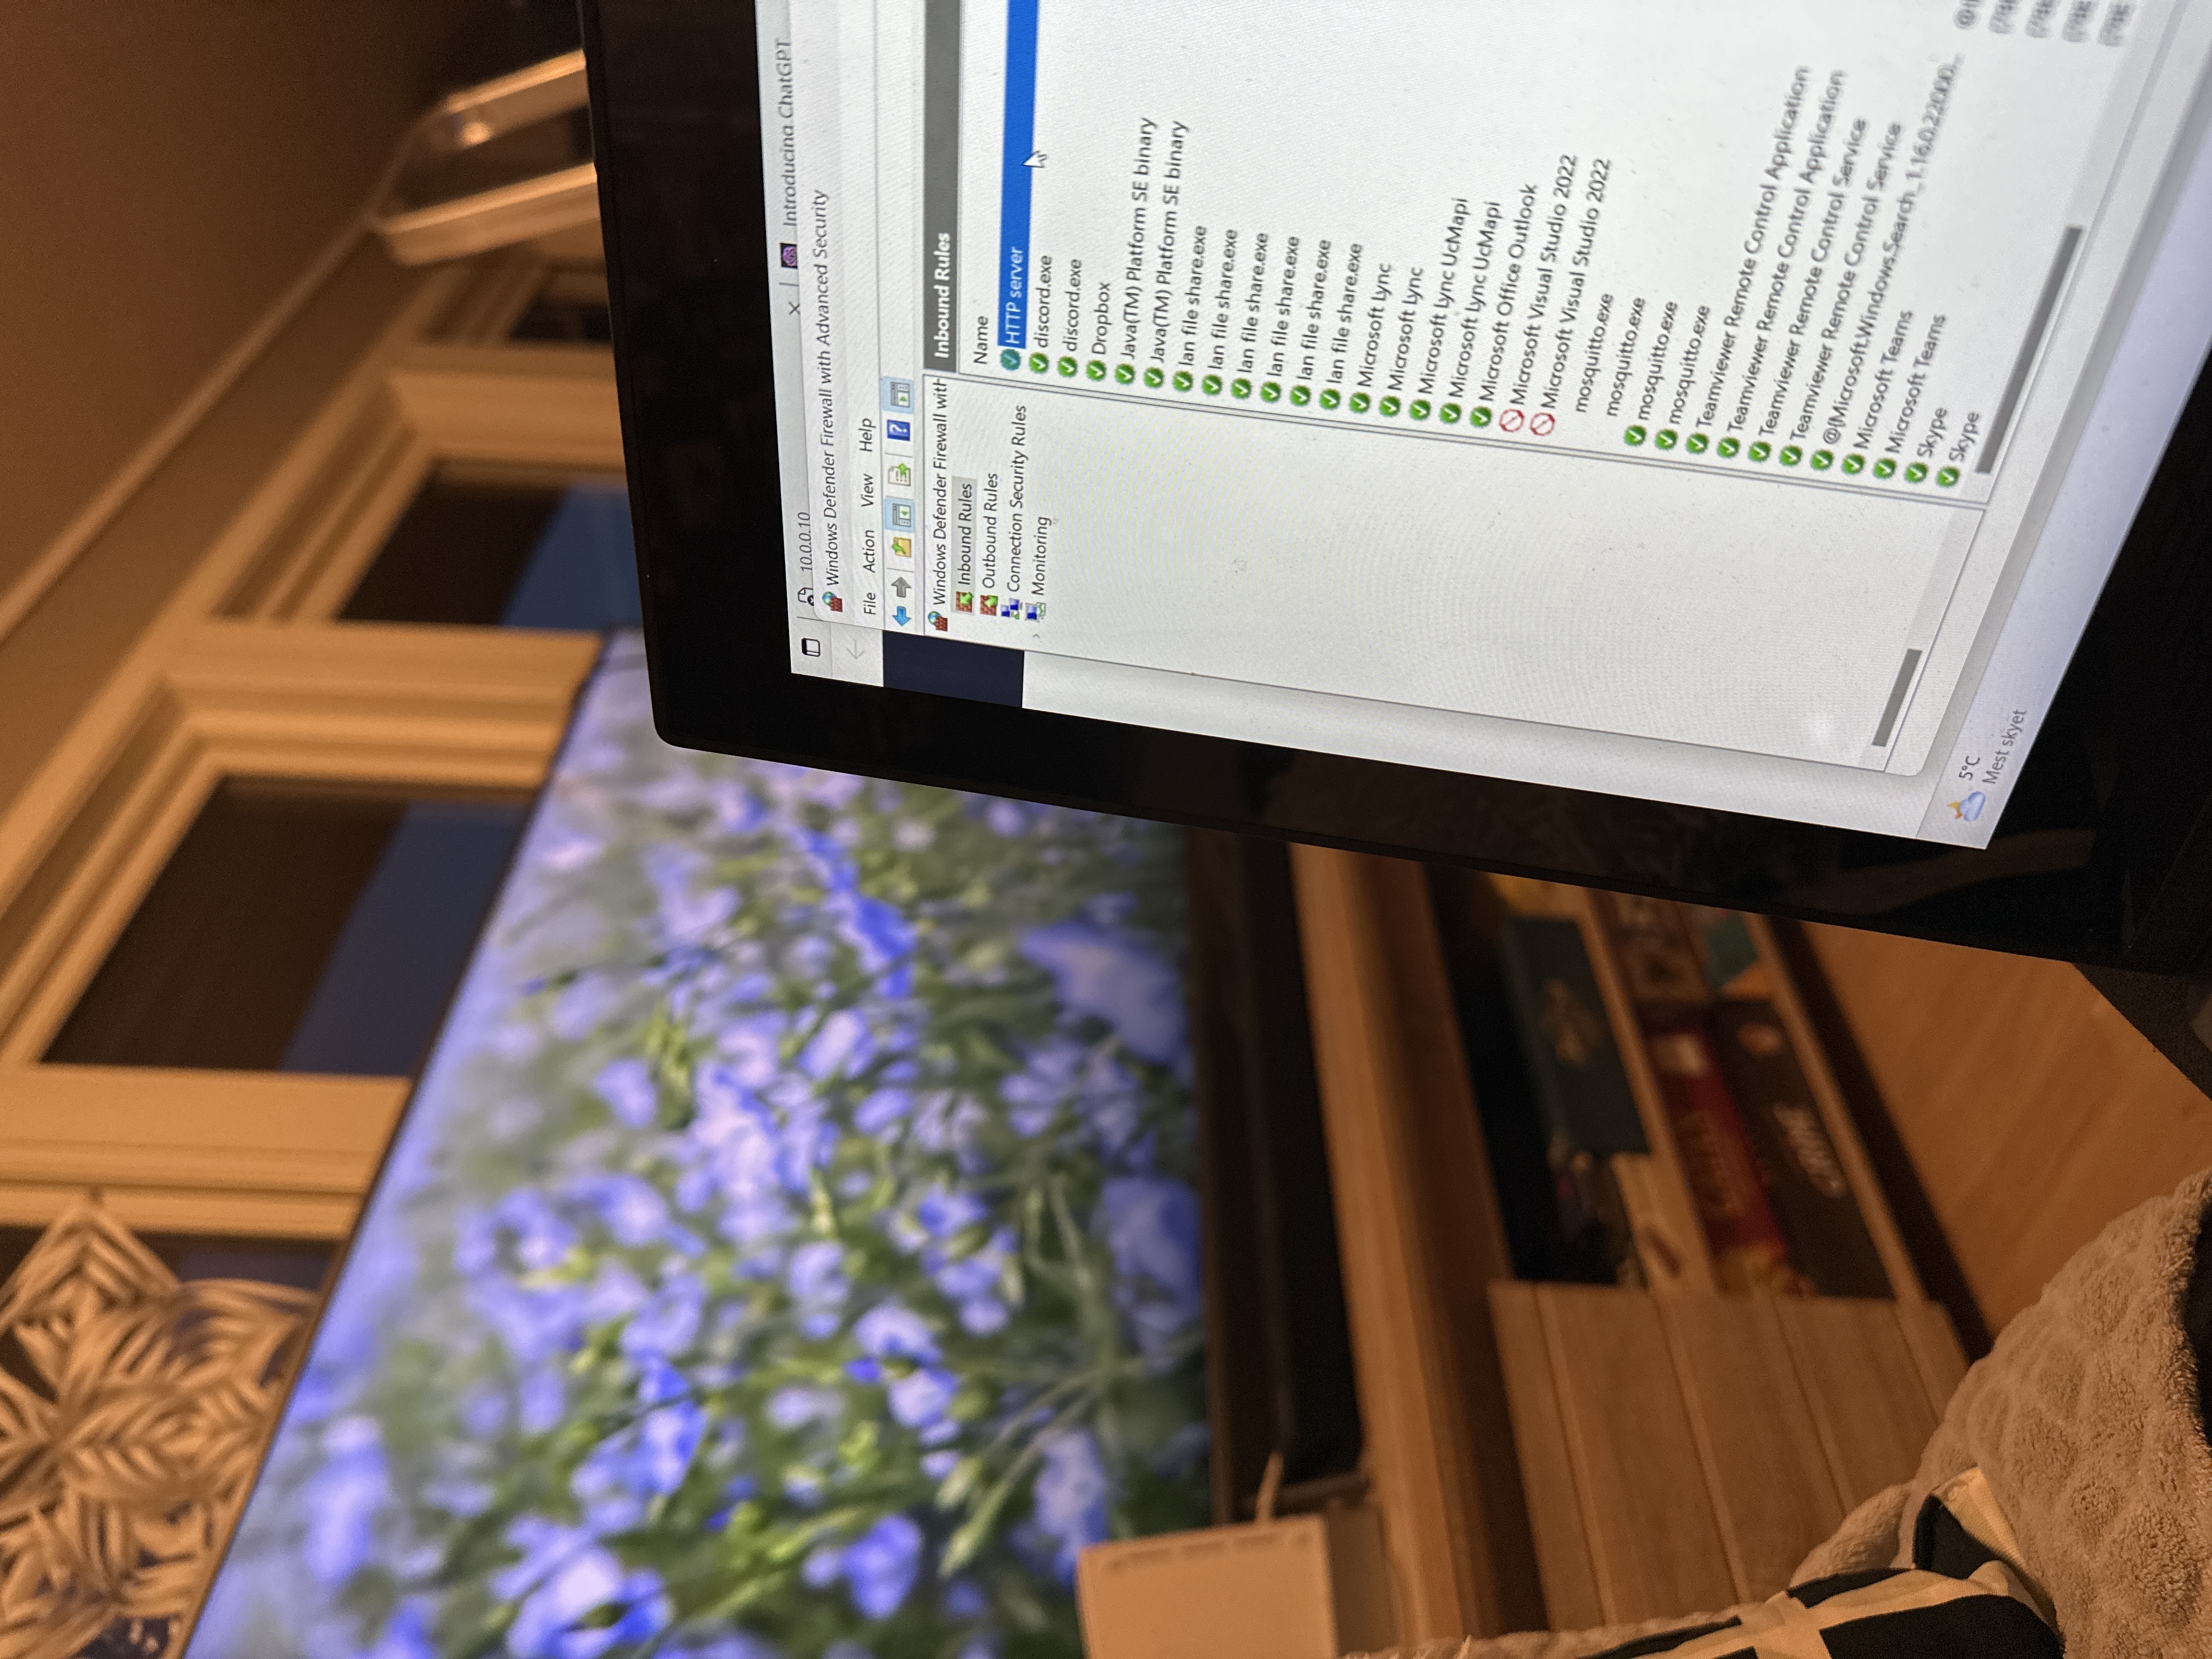 10.0.0.10
Introducing ChatGPT
Windows Defender Firewall with Advanced Security
File Action View Help
Windows Defender Firewall with
Inbound Rules
Outbound Rules
Connection Security Rules
Monitoring
Inbound Rules
Name
HTTP server
discord.exe
discord.exe
Dropbox
Java(TM) Platform SE binary
Java(TM) Platform SE binary
lan file share.exe
lan file share.exe
lan file share.exe
lan file share.exe
lan file share.exe
lan file share.exe
Microsoft Lync
Microsoft Lync
Microsoft Lync UcMapi
Microsoft Lync UcMapi
Microsoft Office Outlook
Microsoft Visual Studio 2022
Microsoft Visual Studio 2022
mosquitto.exe
mosquitto.exe
mosquitto.exe
mosquitto.exe
Teamviewer Remote Control Application
Teamviewer Remote Control Application
Teamviewer Remote Control Service
Teamviewer Remote Control Service
@{Microsoft.Windows.Search_1.16.0.22000...
Microsoft Teams
Microsoft Teams
Skype
Skype
5°C
Mest skyet